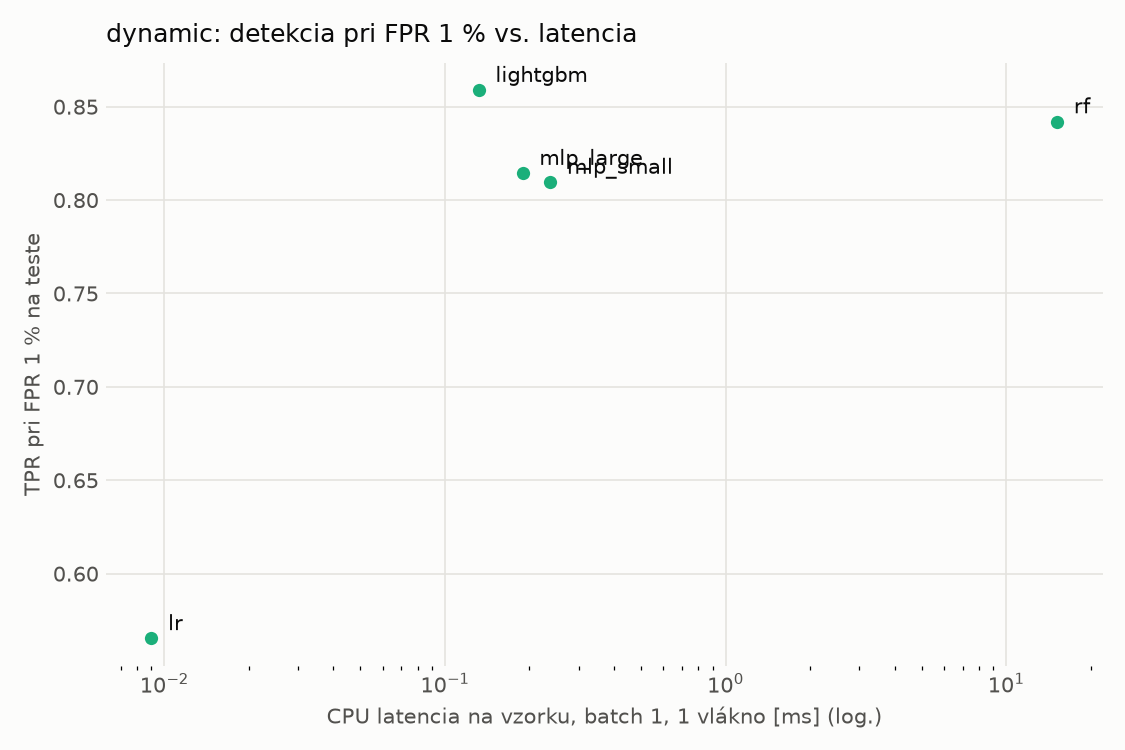 dynamic: detekcia pri FPR 1 % vs. latencia
lightgbm
rf
mlp_large
mlp_small
lr
TPR pri FPR 1 % na teste
0.85
0.80
0.75
0.70
0.65
0.60
10⁻²
10⁻¹
10⁰
10¹
CPU latencia na vzorku, batch 1, 1 vlákno [ms] (log.)